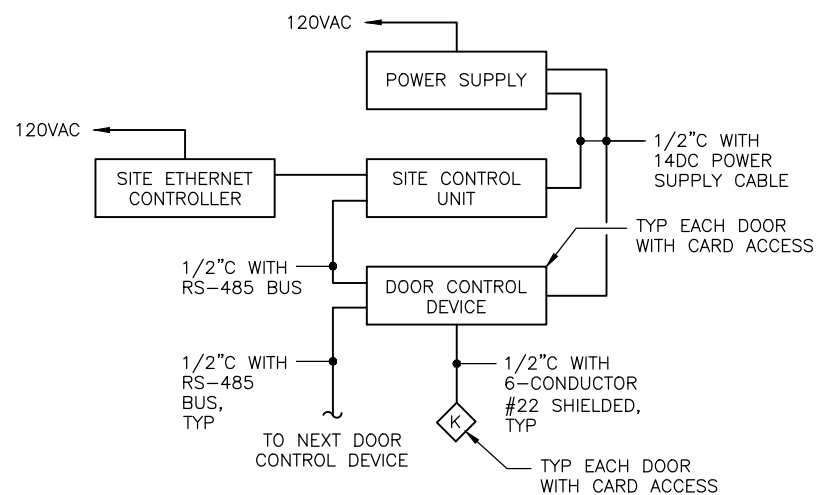 120VAC
POWER SUPPLY
120VAC
1/2"C WITH
14DC POWER
SUPPLY CABLE
SITE ETHERNET
CONTROLLER
SITE CONTROL
UNIT
TYP EACH DOOR
WITH CARD ACCESS
1/2"C WITH
RS-485 BUS
DOOR CONTROL
DEVICE
1/2"C WITH
RS-485
BUS,
TYP
1/2"C WITH
6-CONDUCTOR
#22 SHIELDED,
TYP
K
TO NEXT DOOR
CONTROL DEVICE
TYP EACH DOOR
WITH CARD ACCESS